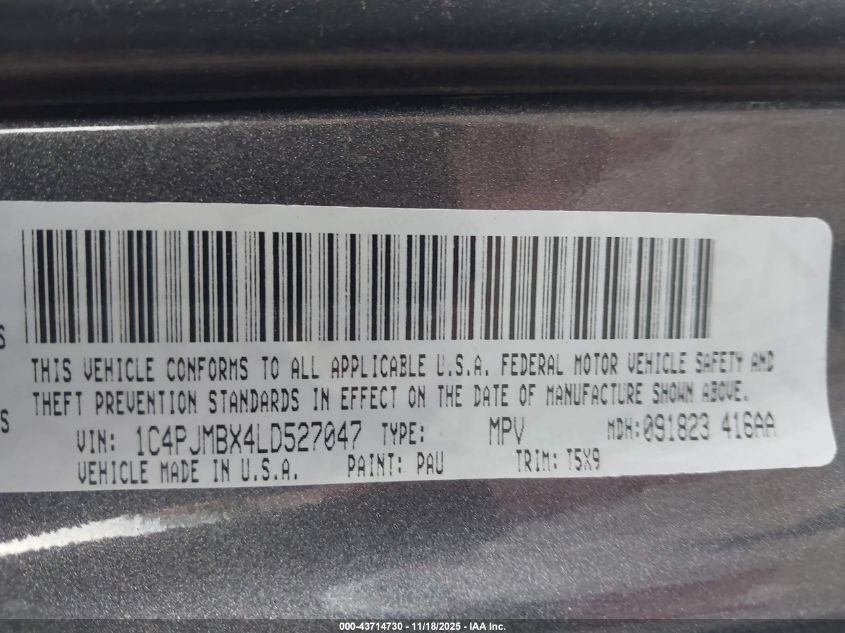 S
THIS VEHICLE CONFORMS TO ALL APPLICABLE U.S.A. FEDERAL MOTOR VEHICLE SAFETY AND
THEFT PREVENTION STANDARDS IN EFFECT ON THE DATE OF MANUFACTURE SHOWN ABOVE.
S
VIN: 1C4PJMBX4LD527047 TYPE: MPV MDH:091823 416AA
VEHICLE MADE IN U.S.A. PAINT: PAU TRIM: T5X9
000-43714730 - 11/18/2025 - IAA Inc.